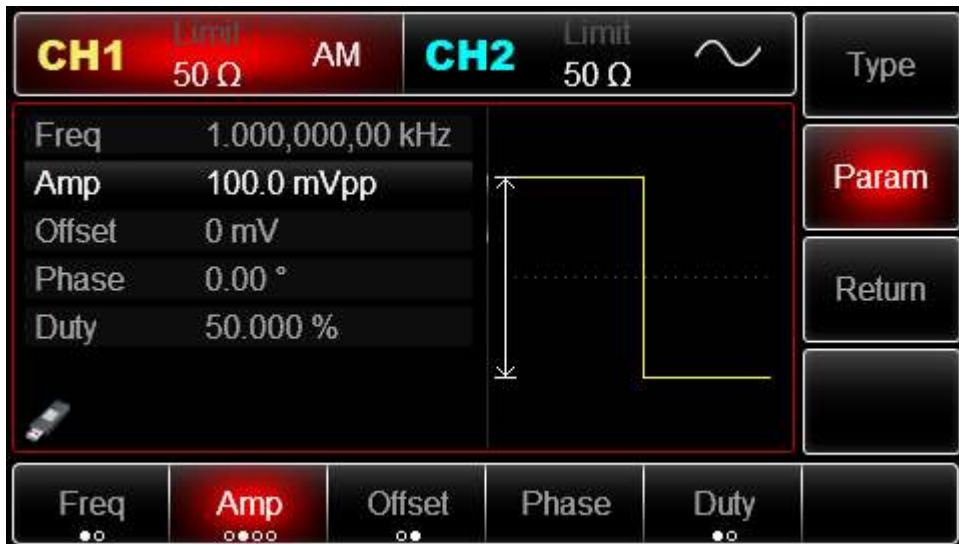 CH1 Limit 50 Ω AM CH2 Limit 50 Ω
Type
Freq 1.000,000,00 kHz
Amp 100.0 mVpp
Offset 0 mV
Phase 0.00 °
Duty 50.000 %
Param
Return
Freq Amp Offset Phase Duty